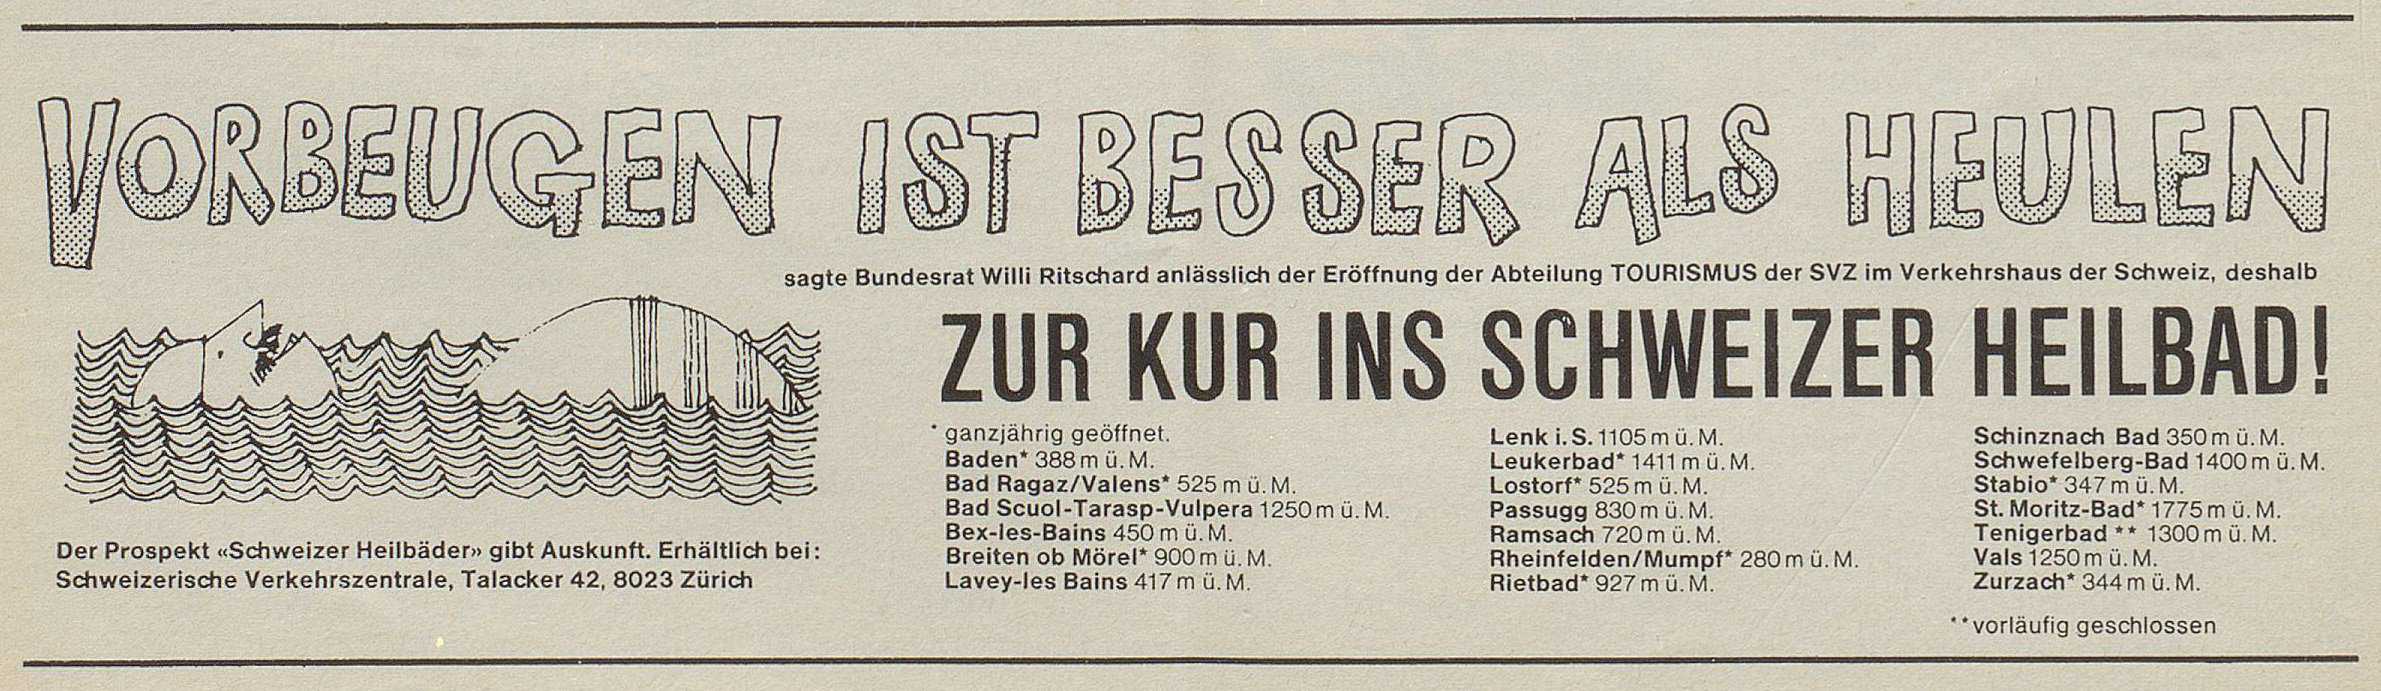 VORBEUGEN IST BESSER ALS HEULEN
sagte Bundesrat Willi Ritschard anlässlich der Eröffnung der Abteilung TOURISMUS der SVZ im Verkehrshaus der Schweiz, deshalb
ZUR KUR INS SCHWEIZER HEILBAD!
Der Prospekt «Schweizer Heilbäder» gibt Auskunft. Erhältlich bei:
Schweizerische Verkehrszentrale, Talacker 42, 8023 Zürich
* ganzjährig geöffnet.
Baden* 388 m ü. M.
Bad Ragaz/Valens* 525 m ü. M.
Bad Scuol-Tarasp-Vulpera 1250 m ü. M.
Bex-les-Bains 450 m ü. M.
Breiten ob Mörel* 900 m ü. M.
Lavey-les Bains 417 m ü. M.
Lenk i. S. 1105 m ü. M.
Leukerbad* 1411 m ü. M.
Lostorf* 525 m ü. M.
Passugg 830 m ü. M.
Ramsach 720 m ü. M.
Rheinfelden/Mumpf* 280 m ü. M.
Rietbad* 927 m ü. M.
Schinznach Bad 350 m ü. M.
Schwefelberg-Bad 1400 m ü. M.
Stabio* 347 m ü. M.
St. Moritz-Bad* 1775 m ü. M.
Tenigerbad ** 1300 m ü. M.
Vals 1250 m ü. M.
Zurzach* 344 m ü. M.
** vorläufig geschlossen